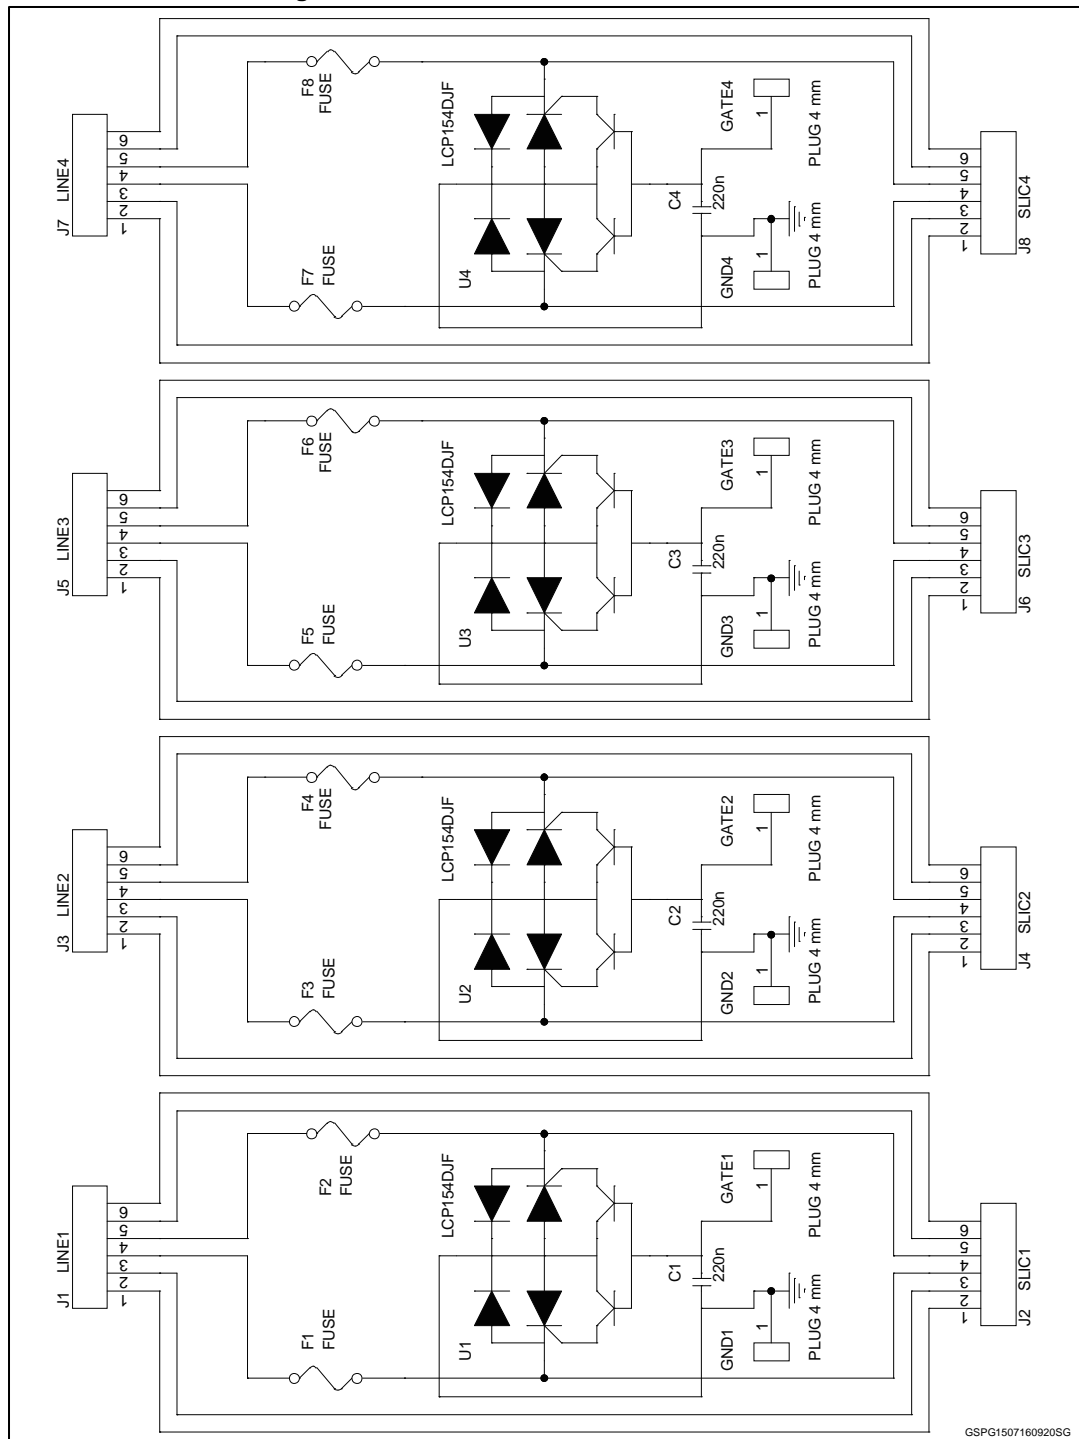 J7 LINE4
6
5
4
3
2
1
F8
FUSE
F7
FUSE
LCP154DJF
U4
C4
220n
GATE4
1
PLUG 4 mm
GND4
1
PLUG 4 mm
6
5
4
3
2
1
SLIC4
J8
J5 LINE3
6
5
4
3
2
1
F6
FUSE
F5
FUSE
LCP154DJF
U3
C3
220n
GATE3
1
PLUG 4 mm
GND3
1
PLUG 4 mm
6
5
4
3
2
1
SLIC3
J6
J3 LINE2
6
5
4
3
2
1
F4
FUSE
F3
FUSE
LCP154DJF
U2
C2
220n
GATE2
1
PLUG 4 mm
GND2
1
PLUG 4 mm
6
5
4
3
2
1
SLIC2
J4
J1 LINE1
6
5
4
3
2
1
F2
FUSE
F1
FUSE
LCP154DJF
U1
C1
220n
GATE1
1
PLUG 4 mm
GND1
1
PLUG 4 mm
6
5
4
3
2
1
SLIC1
J2
GSPG1507160920SG